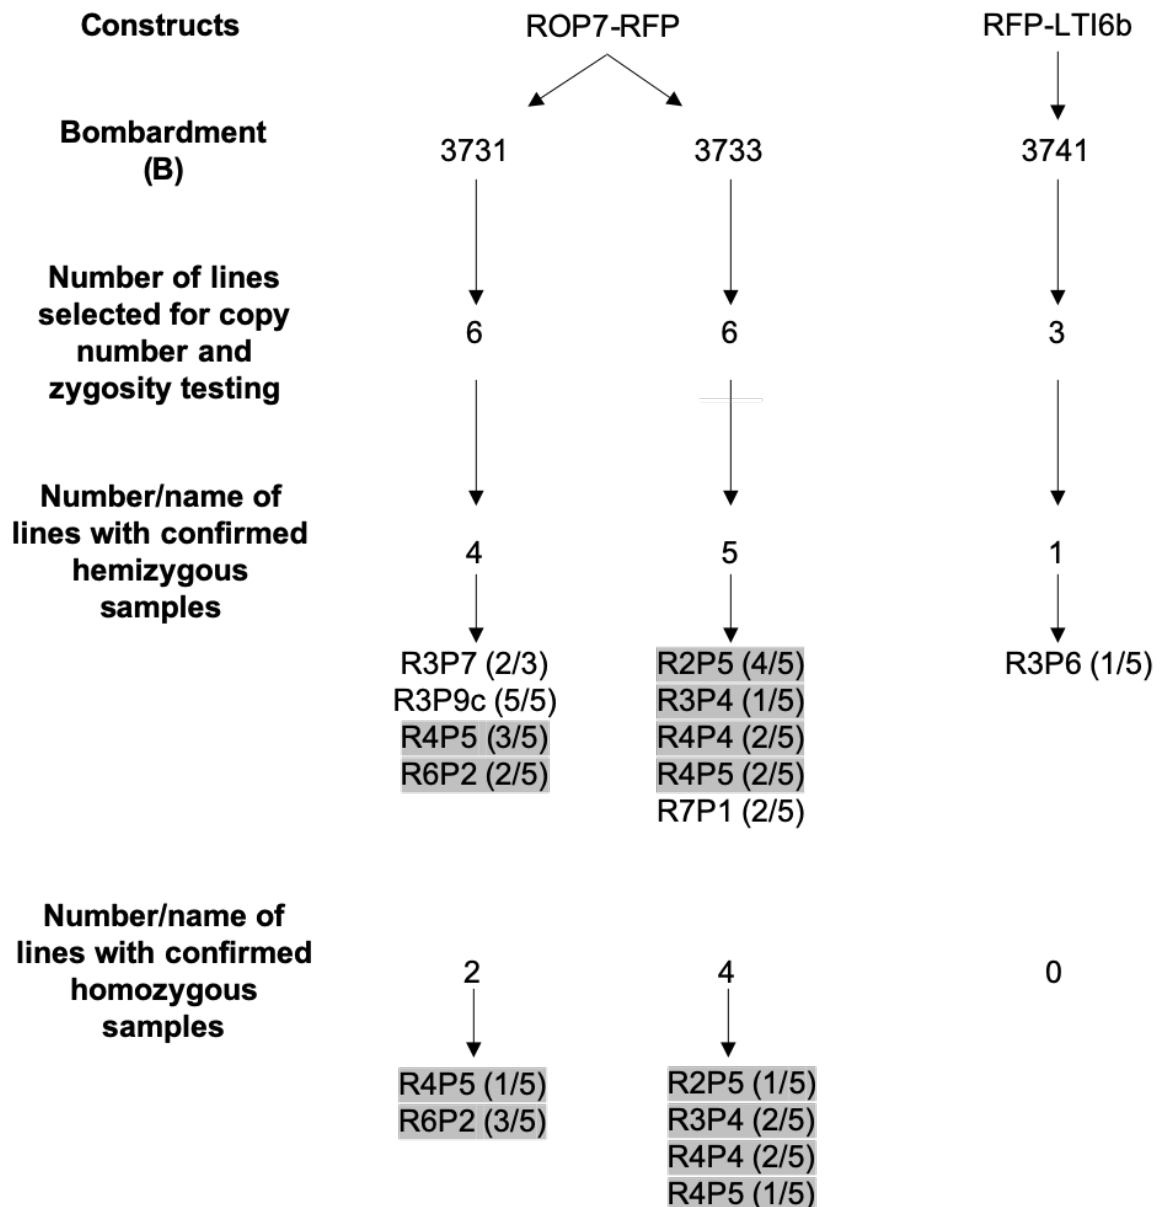 Constructs ROP7-RFP RFP-LTI6b
Bombardment
(B)
3731 3733 3741
Number of lines
selected for copy
number and
zygosity testing
6 6 3
Number/name of
lines with confirmed
hemizygous
samples
4 5 1
R3P7 (2/3) R2P5 (4/5) R3P6 (1/5)
R3P9c (5/5) R3P4 (1/5)
R4P5 (3/5) R4P4 (2/5)
R6P2 (2/5) R4P5 (2/5)
R7P1 (2/5)
Number/name of
lines with confirmed
homozygous
samples
2 4 0
R4P5 (1/5) R2P5 (1/5)
R6P2 (3/5) R3P4 (2/5)
R4P4 (2/5)
R4P5 (1/5)